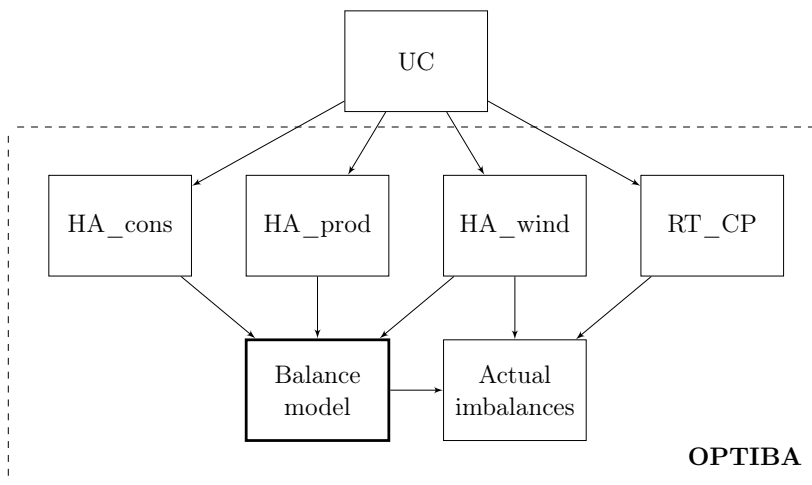 UC
HA_cons
HA_prod
HA_wind
RT_CP
Balance
model
Actual
imbalances
OPTIBA